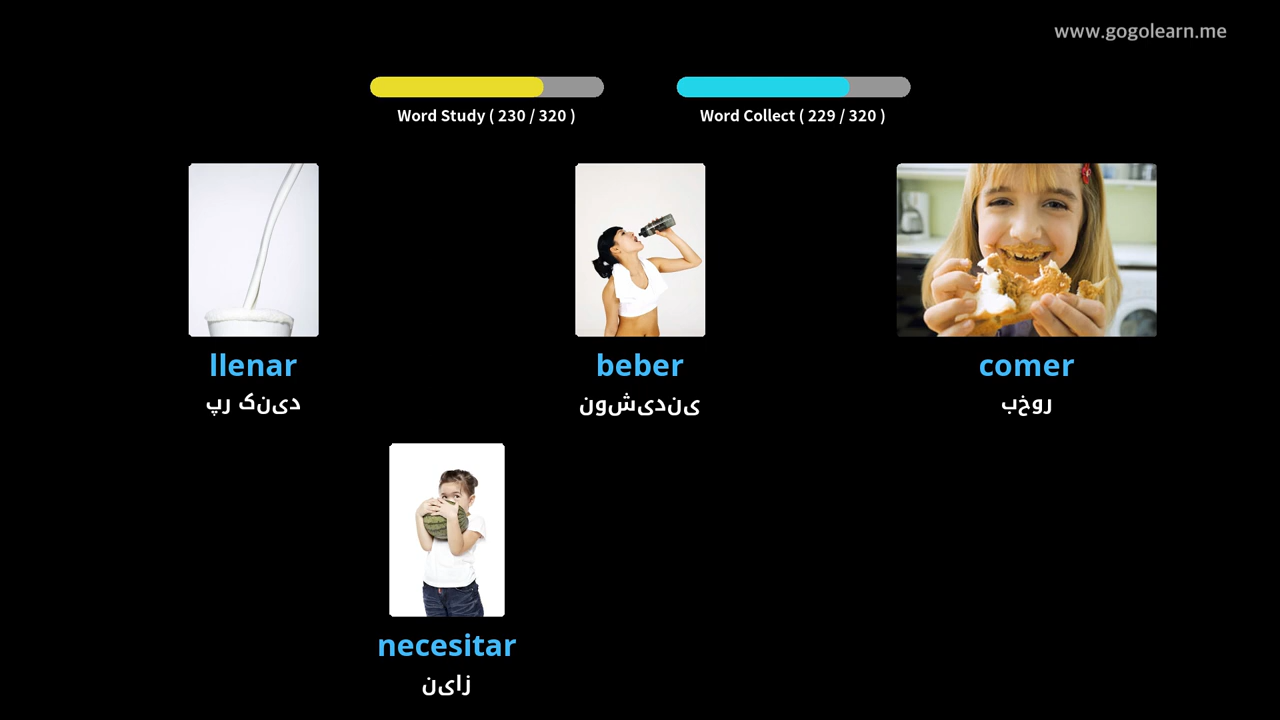 www.gogolearn.me
Word Study ( 230 / 320 )
Word Collect ( 229 / 320 )
llenar
پر کنید
beber
نوشیدنی
comer
بخور
necesitar
نیاز